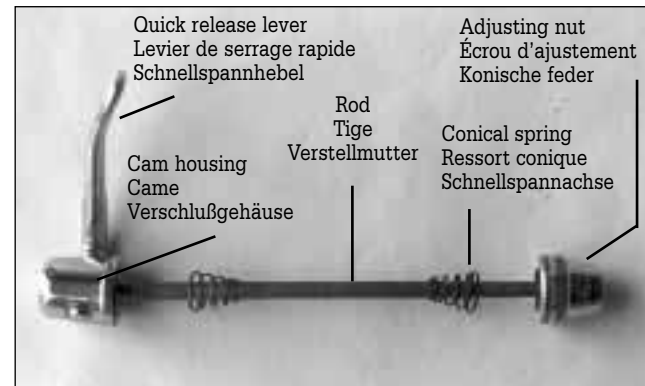 Quick release lever
Levier de serrage rapide
Schnellspannhebel
Adjusting nut
Écrou d'ajustement
Konische feder
Rod
Tige
Verstellmutter
Conical spring
Ressort conique
Schnellspannachse
Cam housing
Came
Verschlußgehäuse